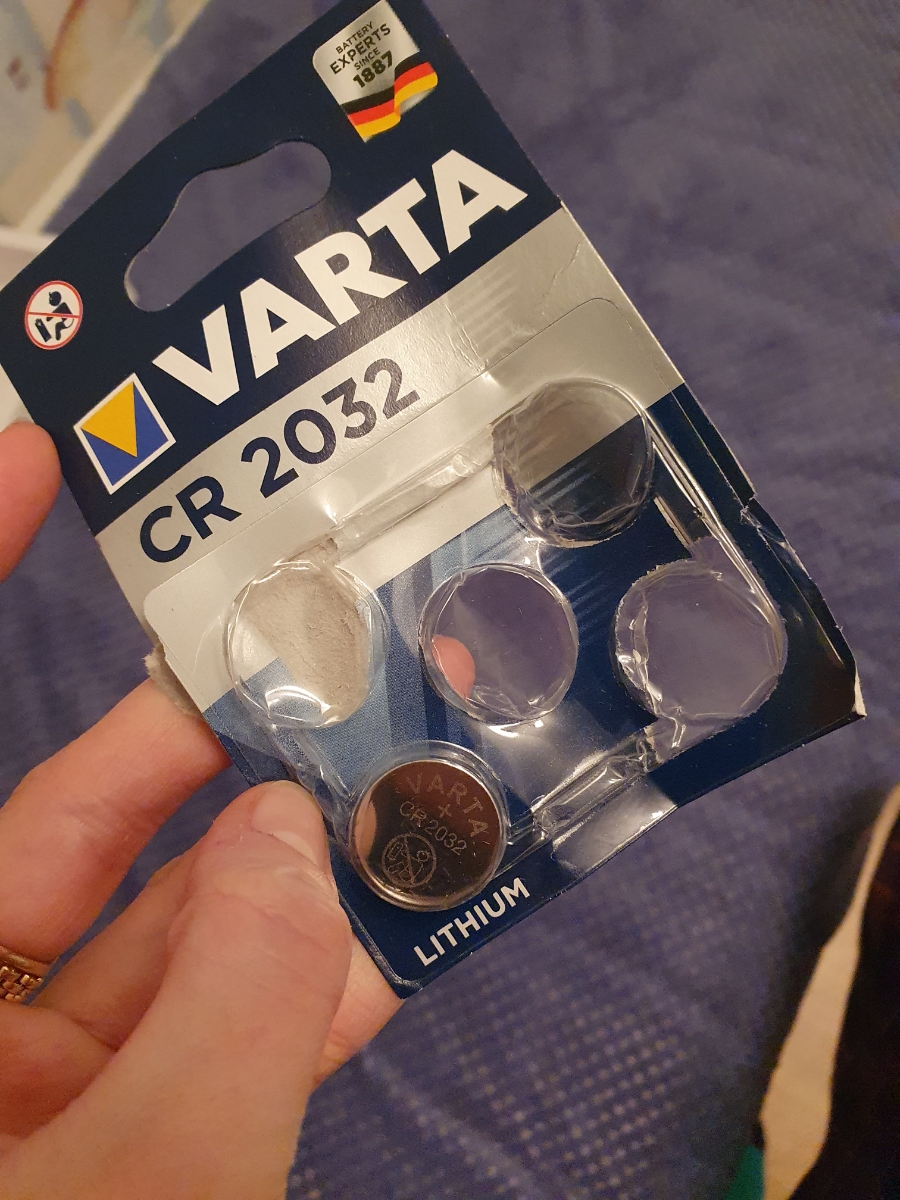 BATTERY
EXPERTS
SINCE
1887
VARTA
CR 2032
VARTA
+
CR 2032
LITHIUM